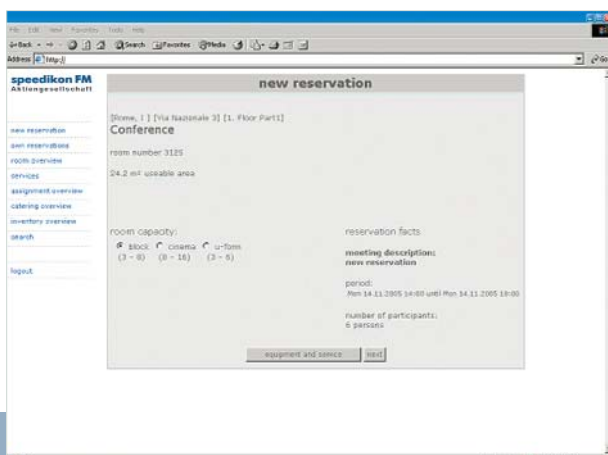 File Edit View Favorites Tools Help
Back Search Favorites Media
Address http:// Go
speedikon FM
Aktiengesellschaft
new reservation
own reservations
room overview
services
assignment overview
catering overview
inventory overview
search
logout
new reservation
[Rome, I ] [Via Nazionale 3] [1. Floor Part1]
Conference
room number 3125
24.2 m² useable area
room capacity:
block cinema u-form
(3 - 8) (8 - 16) (3 - 6)
reservation facts
meeting description:
new reservation
period:
Mon 14.11.2005 14:00 until Mon 14.11.2005 18:00
number of participants:
6 persons
equipment and service next